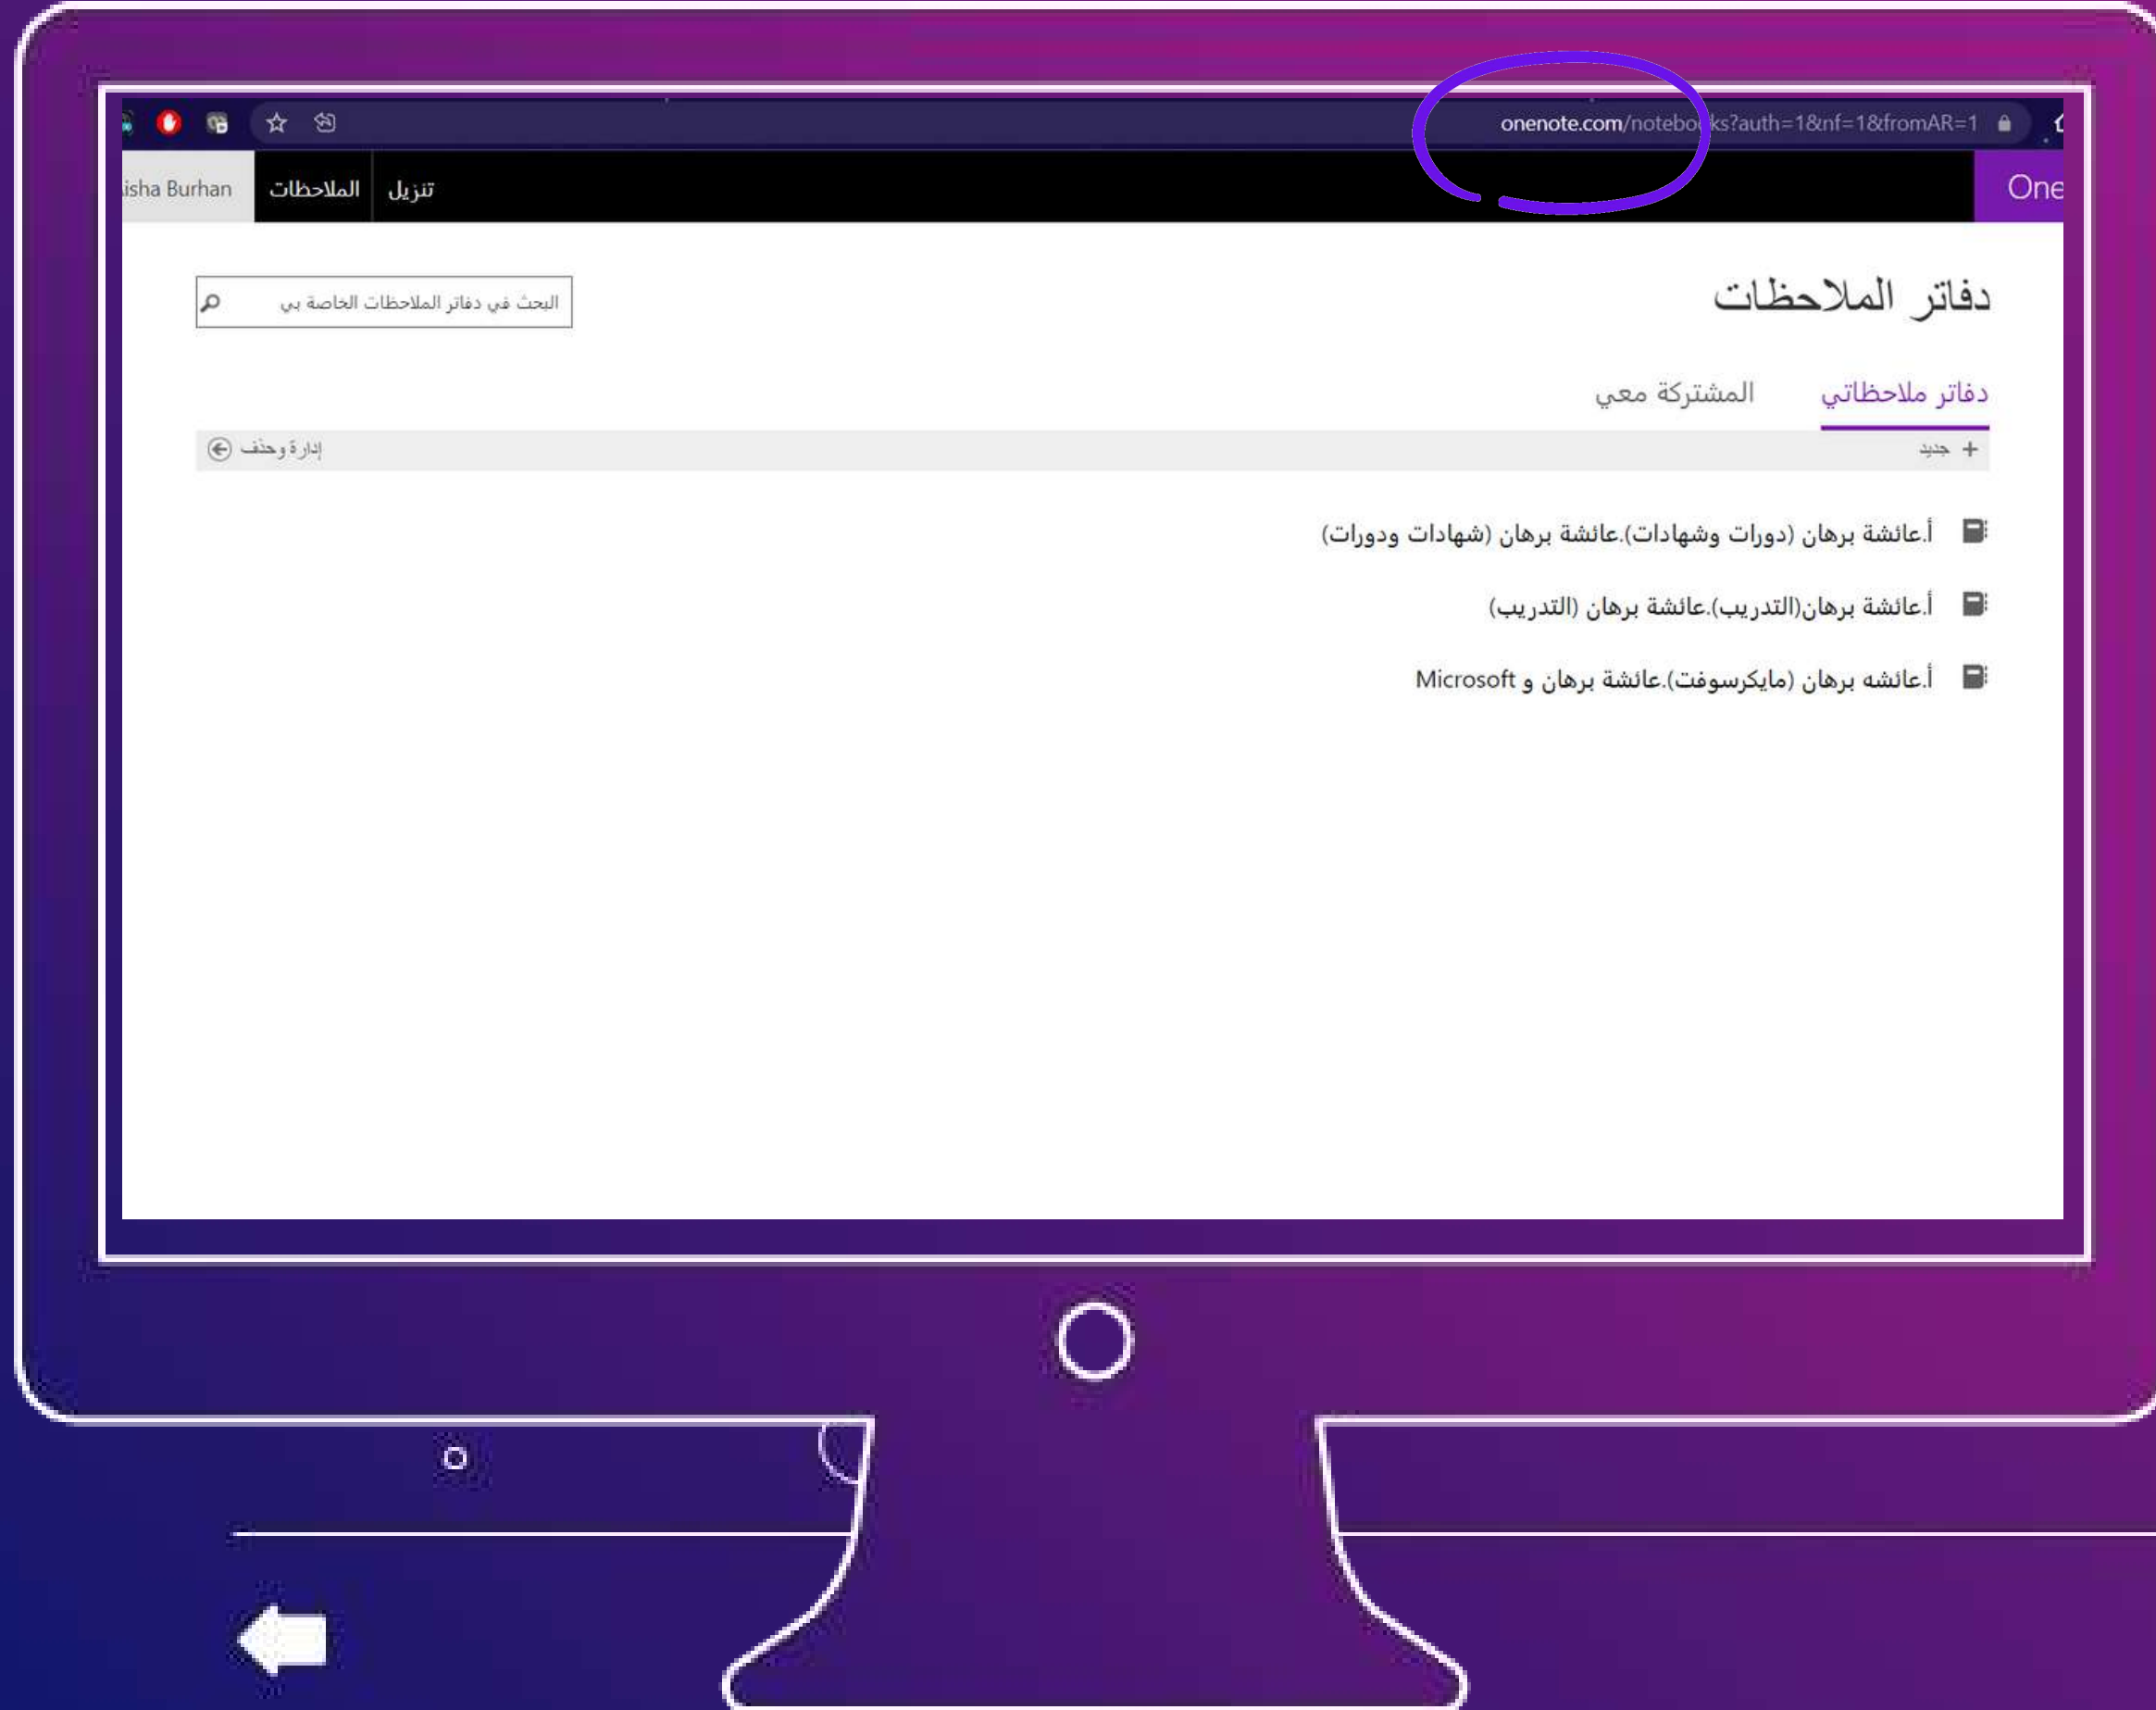 onenote.com/notebooks?auth=1&nf=1&fromAR=1
One
تنزيل
الملاحظات
isha Burhan
دفاتر الملاحظات
البحث في دفاتر الملاحظات الخاصة بي
دفاتر ملاحظاتي المشتركة معي
+ جديد
إدارة وحذف
أ.عائشة برهان (دورات وشهادات).عائشة برهان (شهادات ودورات)
أ.عائشة برهان(التدريب).عائشة برهان (التدريب)
أ.عائشه برهان (مايكرسوفت).عائشة برهان و Microsoft